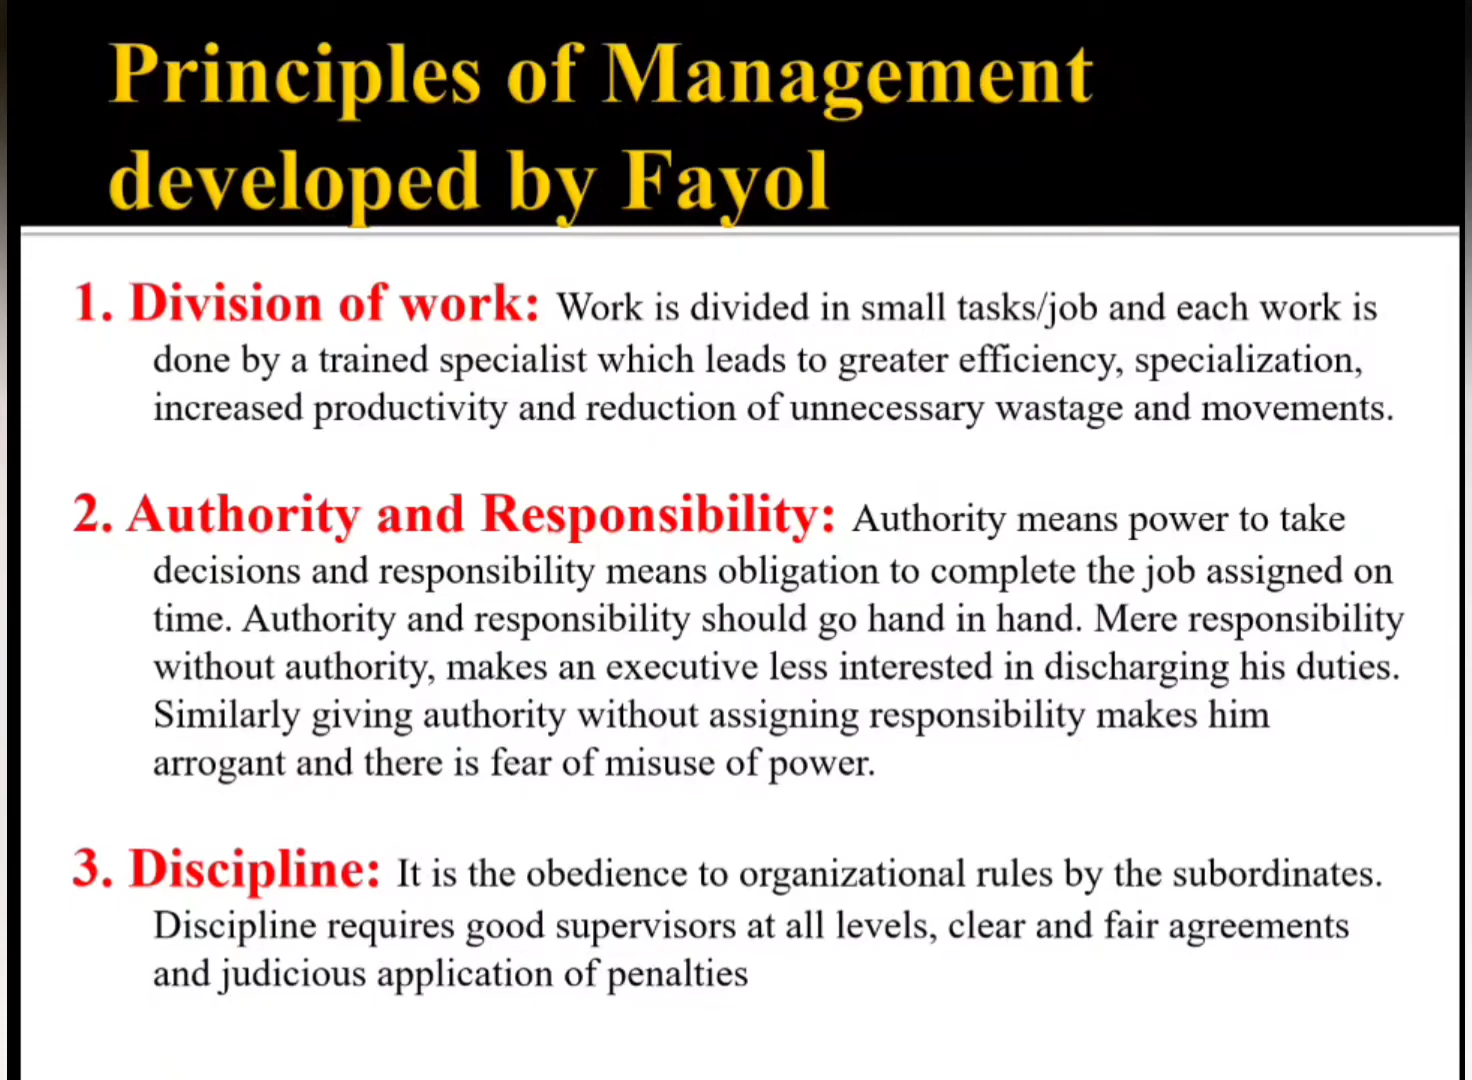 Principles of Management
developed by Fayol
1. Division of work: Work is divided in small tasks/job and each work is
done by a trained specialist which leads to greater efficiency, specialization,
increased productivity and reduction of unnecessary wastage and movements.
2. Authority and Responsibility: Authority means power to take
decisions and responsibility means obligation to complete the job assigned on
time. Authority and responsibility should go hand in hand. Mere responsibility
without authority, makes an executive less interested in discharging his duties.
Similarly giving authority without assigning responsibility makes him
arrogant and there is fear of misuse of power.
3. Discipline: It is the obedience to organizational rules by the subordinates.
Discipline requires good supervisors at all levels, clear and fair agreements
and judicious application of penalties